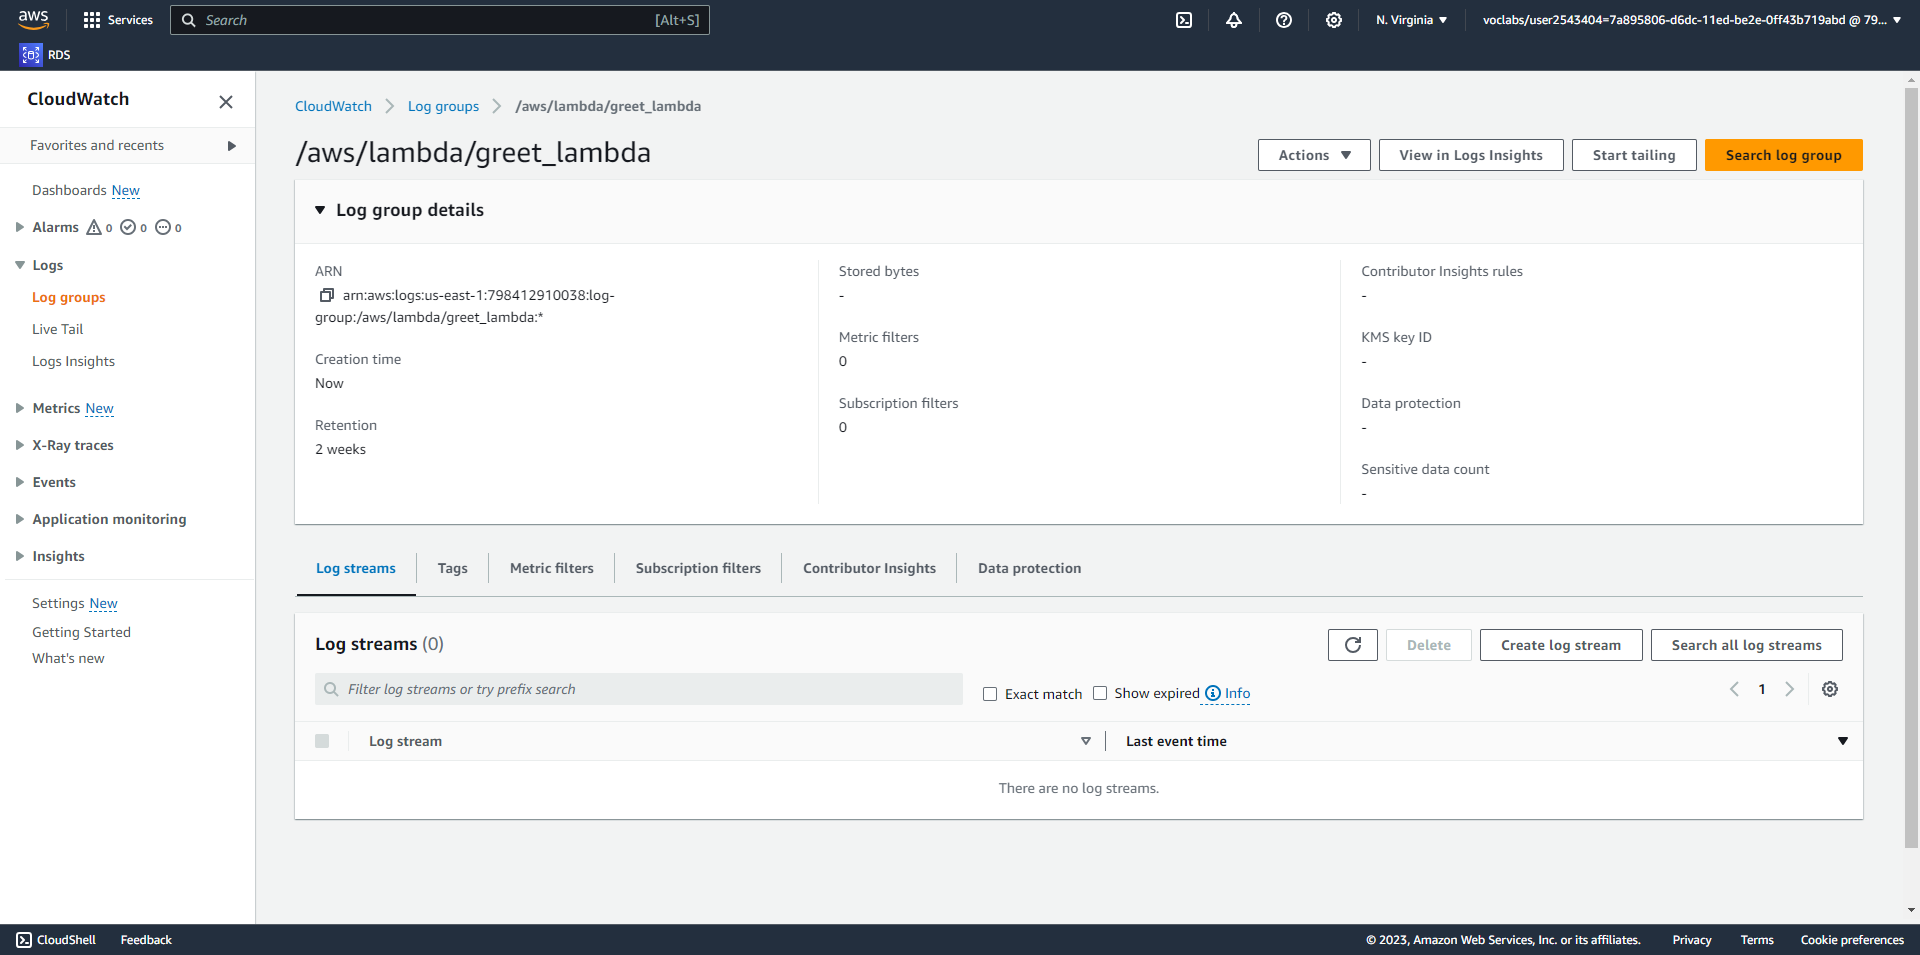 aws
Services
Search
[Alt+S]
N. Virginia
voclabs/user2543404=7a895806-d6dc-11ed-be2e-0ff43b719abd @ 79...
RDS
CloudWatch
Favorites and recents
Dashboards New
Alarms 0 0 0
Logs
Log groups
Live Tail
Logs Insights
Metrics New
X-Ray traces
Events
Application monitoring
Insights
Settings New
Getting Started
What's new
CloudWatch
Log groups
/aws/lambda/greet_lambda
/aws/lambda/greet_lambda
Actions
View in Logs Insights
Start tailing
Search log group
Log group details
ARN
arn:aws:logs:us-east-1:798412910038:log-
group:/aws/lambda/greet_lambda:*
Creation time
Now
Retention
2 weeks
Stored bytes
-
Metric filters
0
Subscription filters
0
Contributor Insights rules
-
KMS key ID
-
Data protection
-
Sensitive data count
-
Log streams
Tags
Metric filters
Subscription filters
Contributor Insights
Data protection
Log streams (0)
Delete
Create log stream
Search all log streams
Filter log streams or try prefix search
Exact match
Show expired
Info
1
Log stream
Last event time
There are no log streams.
CloudShell
Feedback
© 2023, Amazon Web Services, Inc. or its affiliates.
Privacy
Terms
Cookie preferences